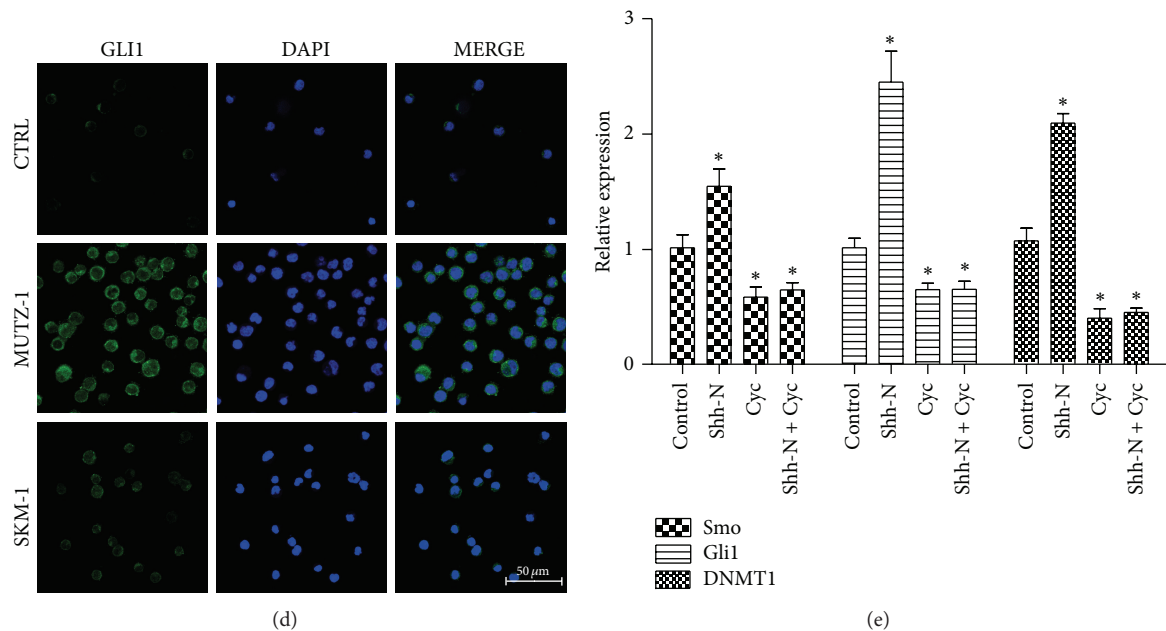 GLI1 DAPI MERGE
CTRL
MUTZ-1
SKM-1
50 μm
(d)
3
2
1
0
Relative expression
* * * * * * * * *
Control Shh-N Cyc Shh-N + Cyc Control Shh-N Cyc Shh-N + Cyc Control Shh-N Cyc Shh-N + Cyc
Smo
Gli1
DNMT1
(e)